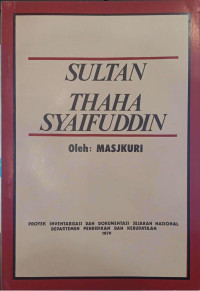 SULTAN
THAHA
SYAIFUDDIN
Oleh: MASJKURI
PROYEK INVENTARISASI DAN DOKUMENTASI SEJARAH NASIONAL
DEPARTEMEN PENDIDIKAN DAN KEBUDAYAAN
1979